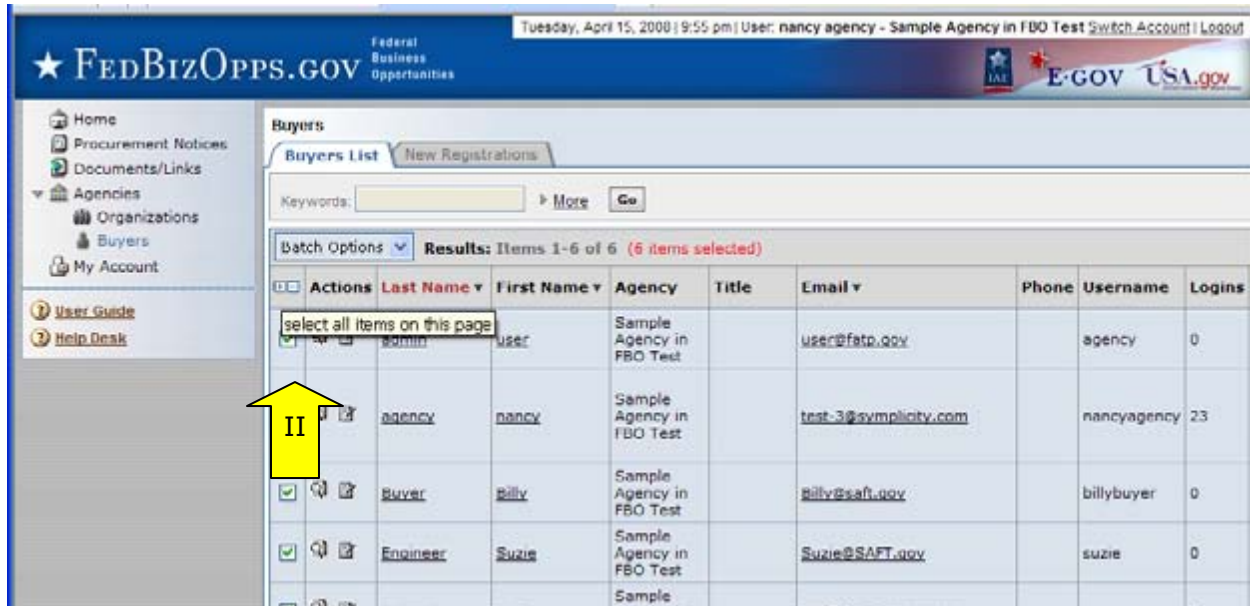 Tuesday, April 15, 2008 | 9:55 pm | User: nancy agency - Sample Agency in FBO Test Switch Account | Logout
★ FEDBIZOPPS.GOV Federal Business Opportunities
IAE E-GOV USA.gov
Home
Procurement Notices
Documents/Links
Agencies
Organizations
Buyers
My Account
User Guide
Help Desk
Buyers
Buyers List New Registrations
Keywords: More Go
Batch Options Results: Items 1-6 of 6 (6 items selected)
Actions Last Name First Name Agency Title Email Phone Username Logins
select all items on this page
admin user Sample Agency in FBO Test user@fatp.gov agency 0
II
agency nancy Sample Agency in FBO Test test-3@symplicity.com nancyagency 23
Buyer Billy Sample Agency in FBO Test Billy@saft.gov billybuyer 0
Engineer Suzie Sample Agency in FBO Test Suzie@SAFT.gov suzie 0
Sample